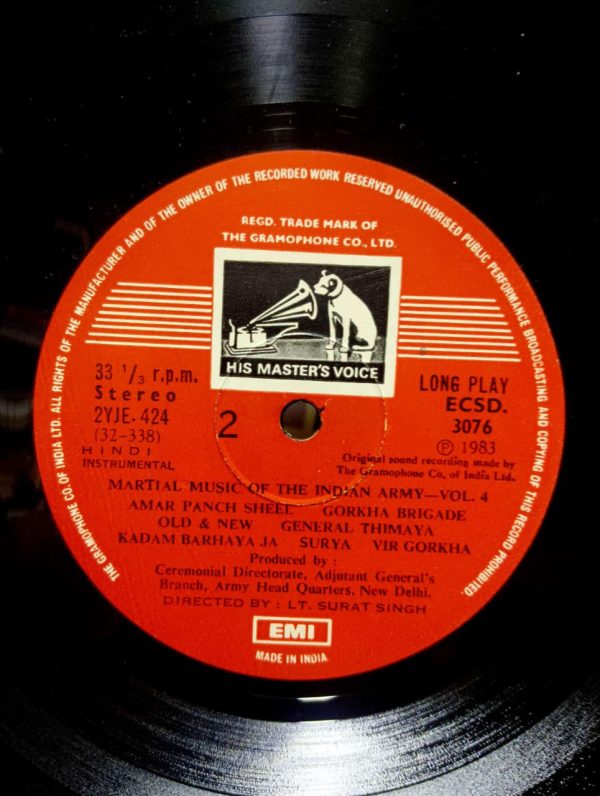 THE GRAMOPHONE CO. OF INDIA LTD. ALL RIGHTS OF THE MANUFACTURER AND OF THE OWNER OF THE RECORDED WORK RESERVED UNAUTHORISED PUBLIC PERFORMANCE BROADCASTING AND COPYING OF THIS RECORD PROHIBITED.
REGD. TRADE MARK OF
THE GRAMOPHONE CO., LTD.
HIS MASTER'S VOICE
33 1/3 r.p.m.
Stereo
2YJE. 424
(32-338)
HINDI
INSTRUMENTAL
2
LONG PLAY
ECSD.
3076
Ⓟ 1983
Original sound recording made by
The Gramophone Co, of India Ltd.
MARTIAL MUSIC OF THE INDIAN ARMY—VOL. 4
AMAR PANCH SHEEL GORKHA BRIGADE
OLD & NEW GENERAL THIMAYA
KADAM BARHAYA JA SURYA VIR GORKHA
Produced by :
Ceremonial Directorate, Adjutant General's
Branch, Army Head Quarters, New Delhi.
DIRECTED BY : LT. SURAT SINGH
EMI
MADE IN INDIA